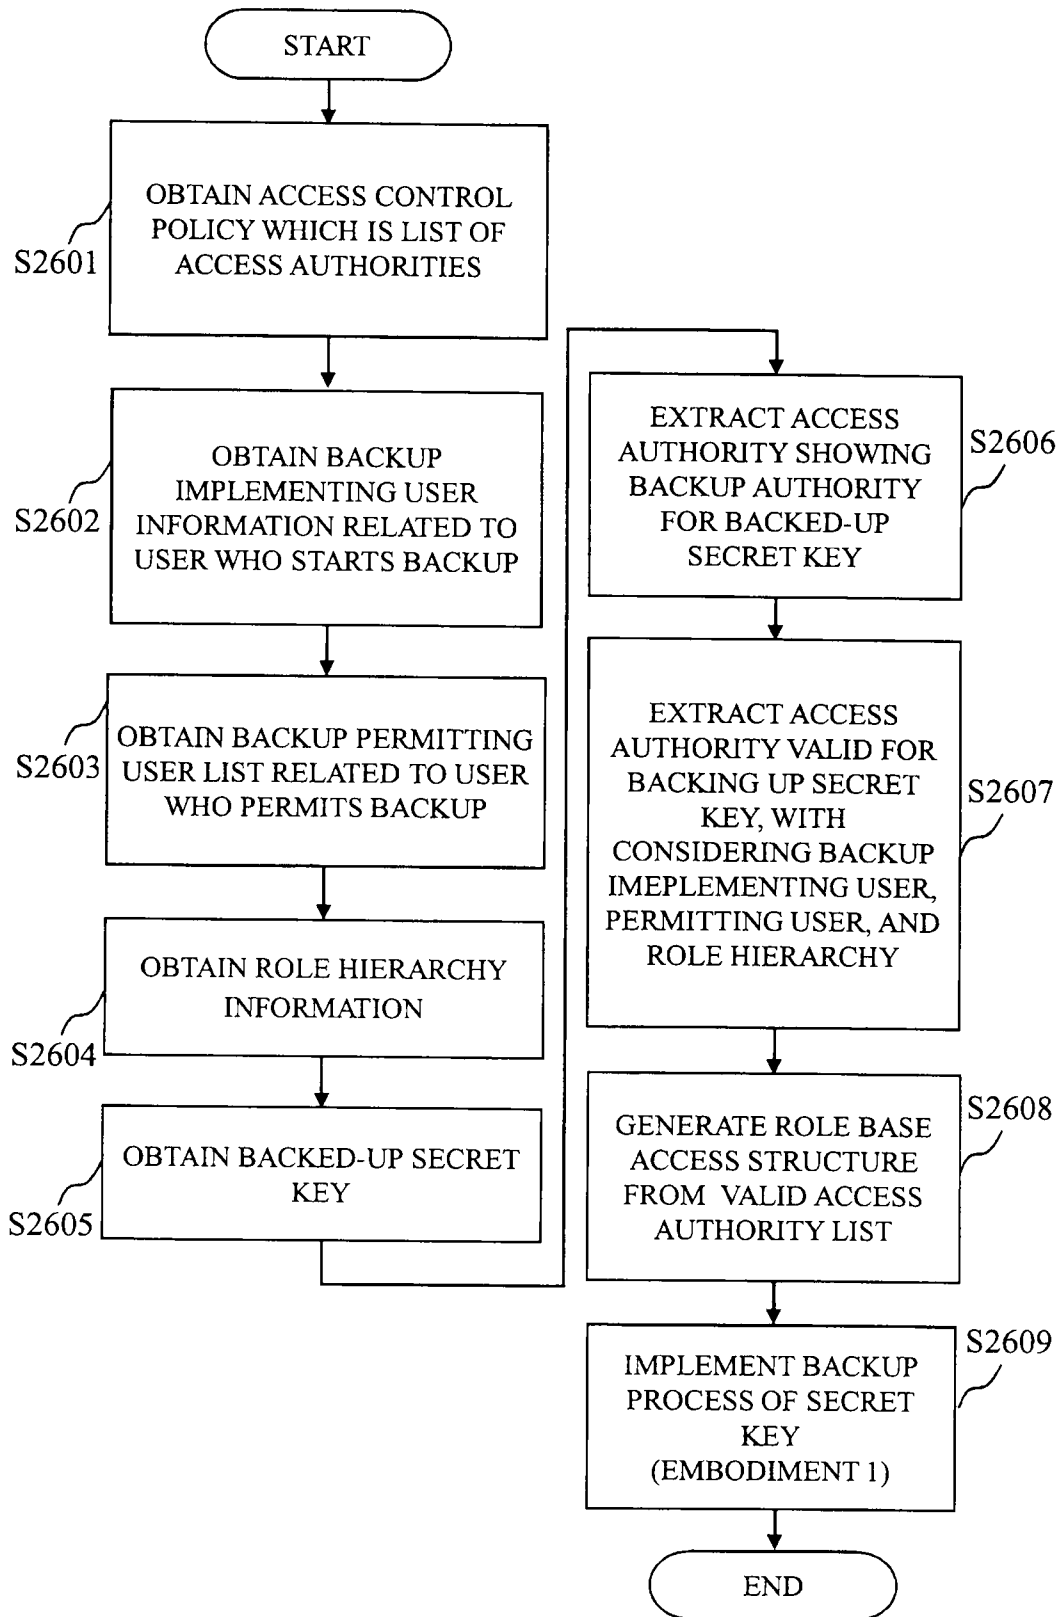 START
OBTAIN ACCESS CONTROL
POLICY WHICH IS LIST OF
ACCESS AUTHORITIES
S2601
OBTAIN BACKUP
IMPLEMENTING USER
INFORMATION RELATED TO
USER WHO STARTS BACKUP
S2602
OBTAIN BACKUP PERMITTING
USER LIST RELATED TO USER
WHO PERMITS BACKUP
S2603
OBTAIN ROLE HIERARCHY
INFORMATION
S2604
OBTAIN BACKED-UP SECRET
KEY
S2605
EXTRACT ACCESS
AUTHORITY SHOWING
BACKUP AUTHORITY
FOR BACKED-UP
SECRET KEY
S2606
EXTRACT ACCESS
AUTHORITY VALID FOR
BACKING UP SECRET
KEY, WITH
CONSIDERING BACKUP
IMEPLEMENTING USER,
PERMITTING USER, AND
ROLE HIERARCHY
S2607
GENERATE ROLE BASE
ACCESS STRUCTURE
FROM VALID ACCESS
AUTHORITY LIST
S2608
IMPLEMENT BACKUP
PROCESS OF SECRET
KEY
(EMBODIMENT 1)
S2609
END